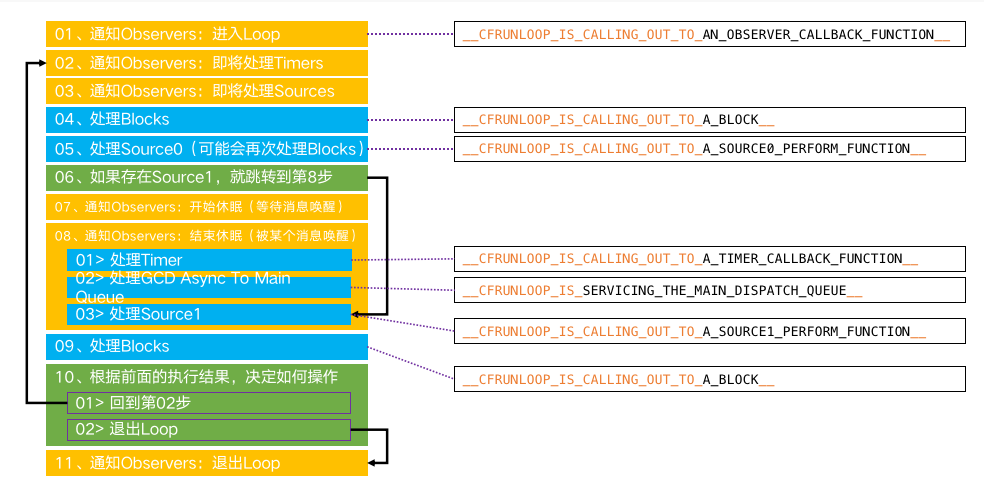 01、通知Observers：进入Loop
__CFRUNLOOP_IS_CALLING_OUT_TO_AN_OBSERVER_CALLBACK_FUNCTION__
02、通知Observers：即将处理Timers
03、通知Observers：即将处理Sources
04、处理Blocks
__CFRUNLOOP_IS_CALLING_OUT_TO_A_BLOCK__
05、处理Source0（可能会再次处理Blocks）
__CFRUNLOOP_IS_CALLING_OUT_TO_A_SOURCE0_PERFORM_FUNCTION__
06、如果存在Source1，就跳转到第8步
07、通知Observers：开始休眠（等待消息唤醒）
08、通知Observers：结束休眠（被某个消息唤醒）
01> 处理Timer
__CFRUNLOOP_IS_CALLING_OUT_TO_A_TIMER_CALLBACK_FUNCTION__
02> 处理GCD Async To Main
Queue
__CFRUNLOOP_IS_SERVICING_THE_MAIN_DISPATCH_QUEUE__
03> 处理Source1
__CFRUNLOOP_IS_CALLING_OUT_TO_A_SOURCE1_PERFORM_FUNCTION__
09、处理Blocks
__CFRUNLOOP_IS_CALLING_OUT_TO_A_BLOCK__
10、根据前面的执行结果，决定如何操作
01> 回到第02步
02> 退出Loop
11、通知Observers：退出Loop